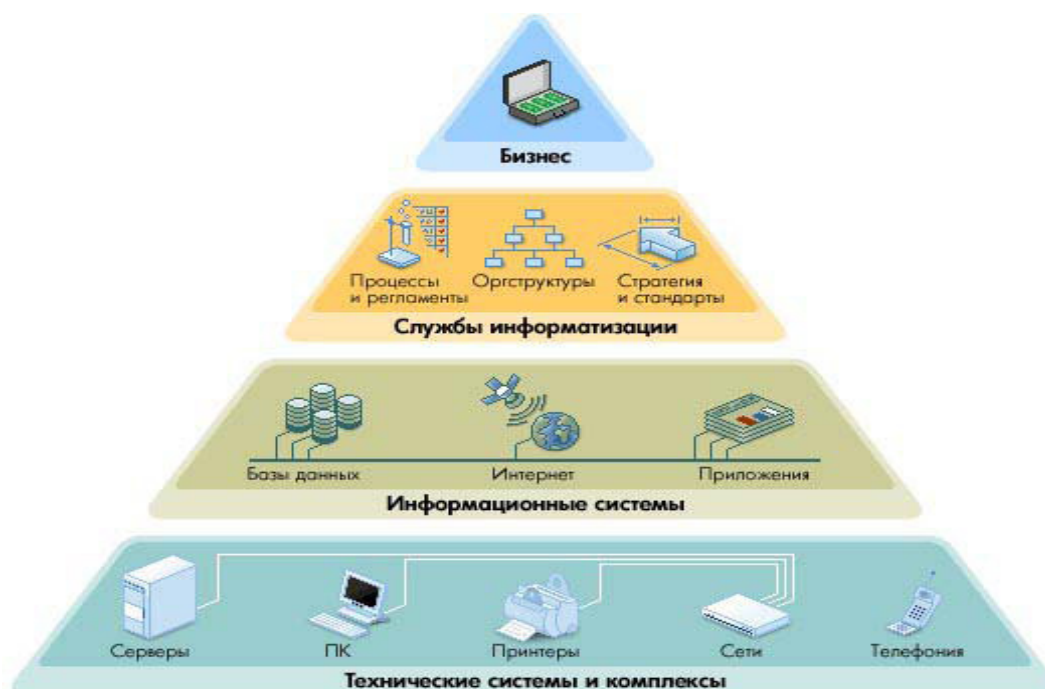 Бизнес
Процессы
и регламенты
Оргструктуры
Стратегия
и стандарты
Службы информатизации
Базы данных
Интернет
Приложения
Информационные системы
Серверы
ПК
Принтеры
Сети
Телефония
Технические системы и комплексы